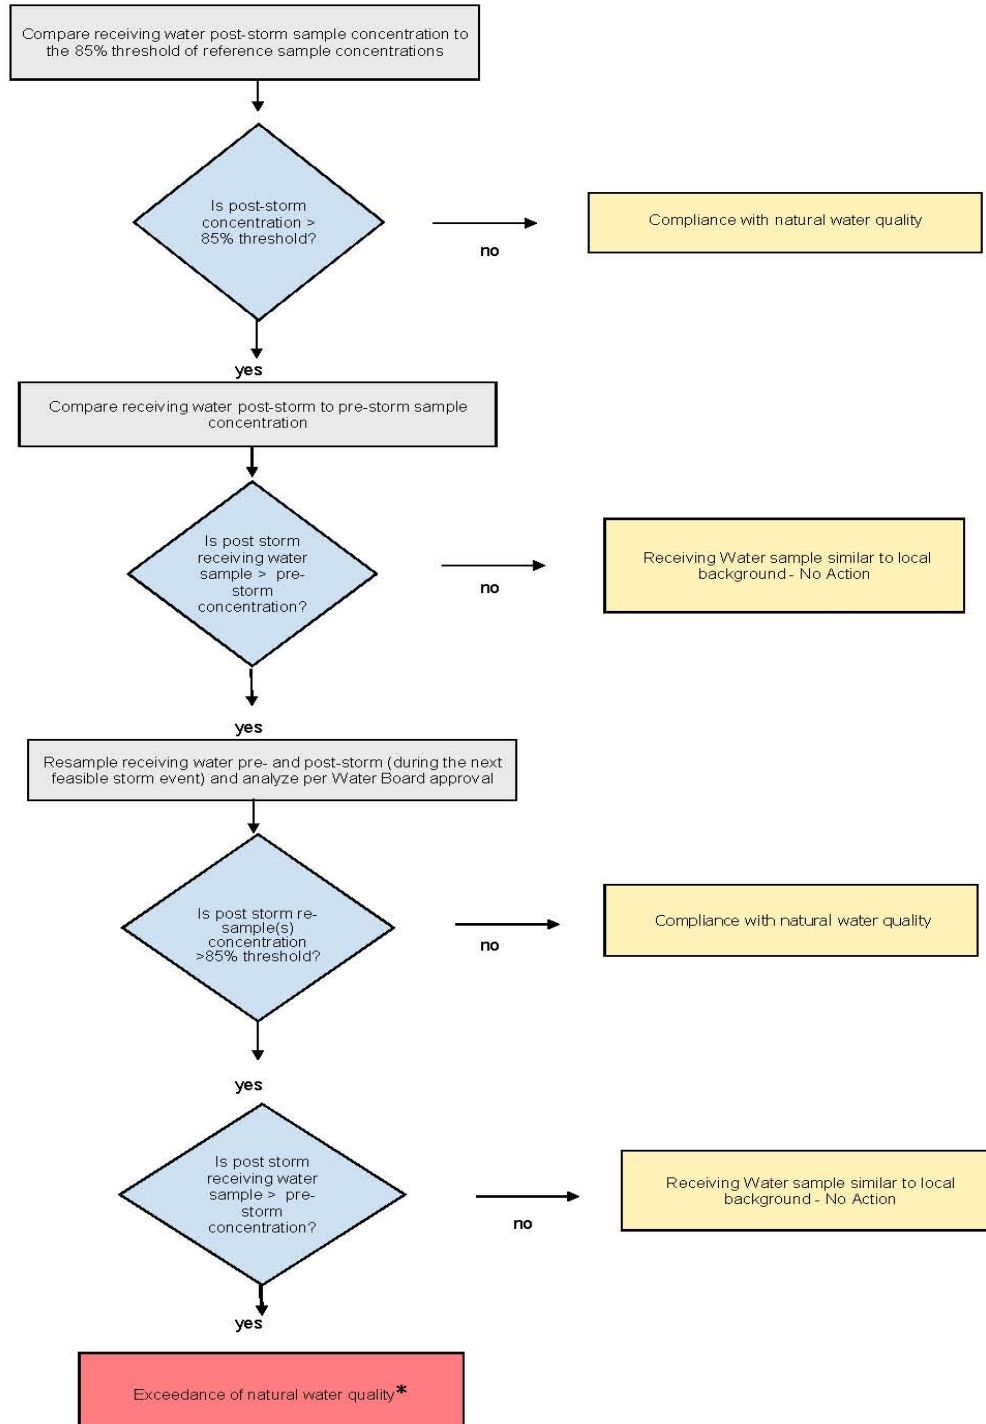 Compare receiving water post-storm sample concentration to
the 85% threshold of reference sample concentrations
Is post-storm
concentration >
85% threshold?
no
Compliance with natural water quality
yes
Compare receiving water post-storm to pre-storm sample
concentration
Is post storm
receiving water
sample > pre-
storm
concentration?
no
Receiving Water sample similar to local
background - No Action
yes
Resample receiving water pre- and post-storm (during the next
feasible storm event) and analyze per Water Board approval
Is post storm re-
sample(s)
concentration
>85% threshold?
no
Compliance with natural water quality
yes
Is post storm
receiving water
sample > pre-
storm
concentration?
no
Receiving Water sample similar to local
background - No Action
yes
Exceedance of natural water quality*